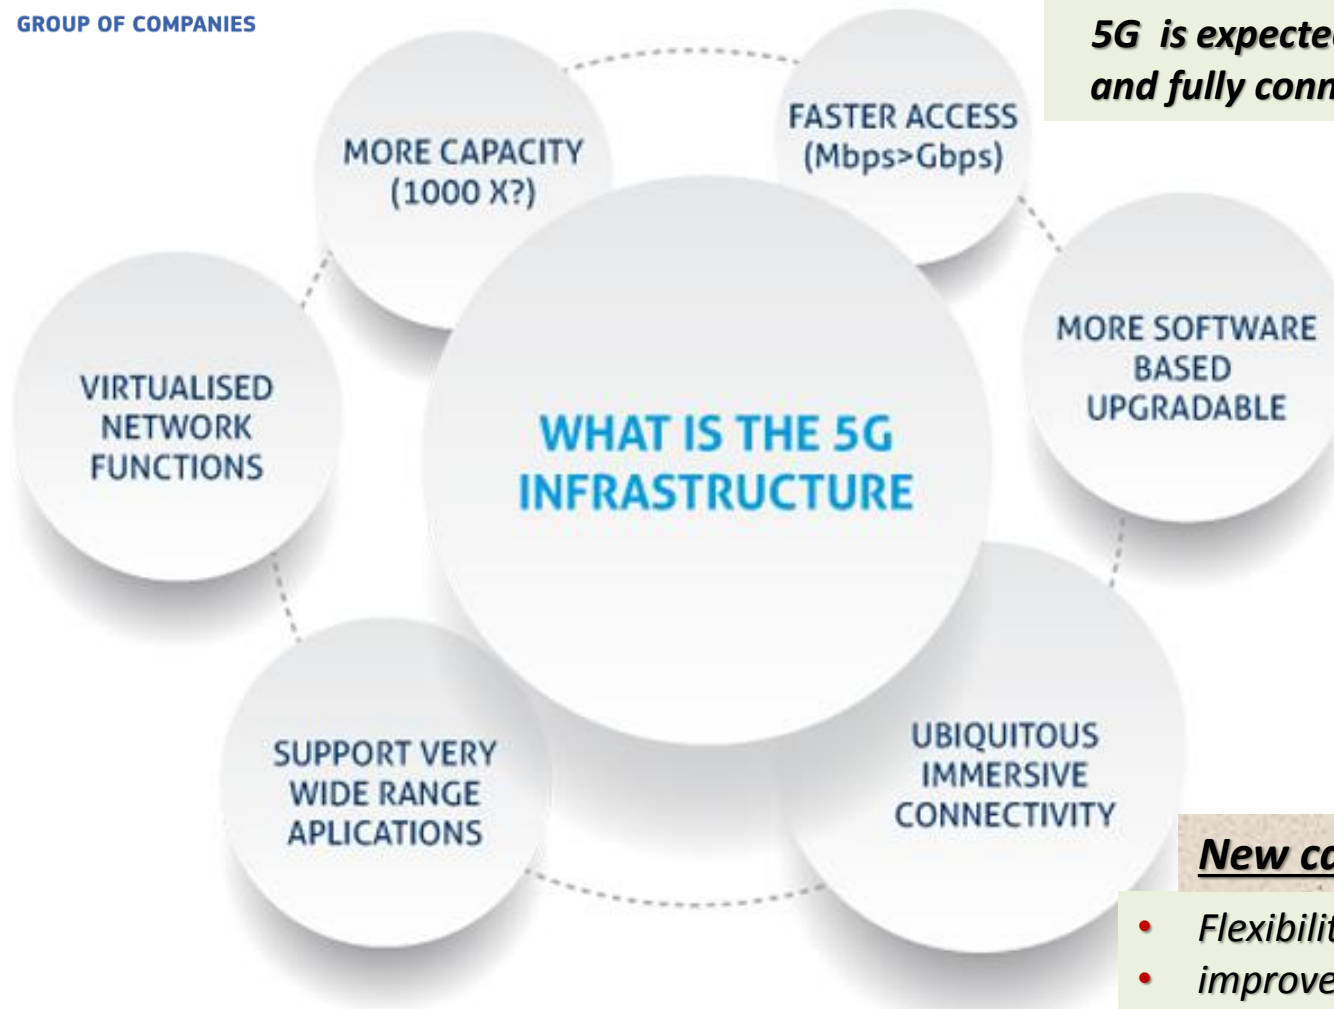 GROUP OF COMPANIES
5G is expected
and fully conn
FASTER ACCESS
(Mbps>Gbps)
MORE CAPACITY
(1000 X?)
MORE SOFTWARE
BASED
UPGRADABLE
VIRTUALISED
NETWORK
FUNCTIONS
WHAT IS THE 5G
INFRASTRUCTURE
SUPPORT VERY
WIDE RANGE
APLICATIONS
UBIQUITOUS
IMMERSIVE
CONNECTIVITY
New ca
• Flexibilit
• improve